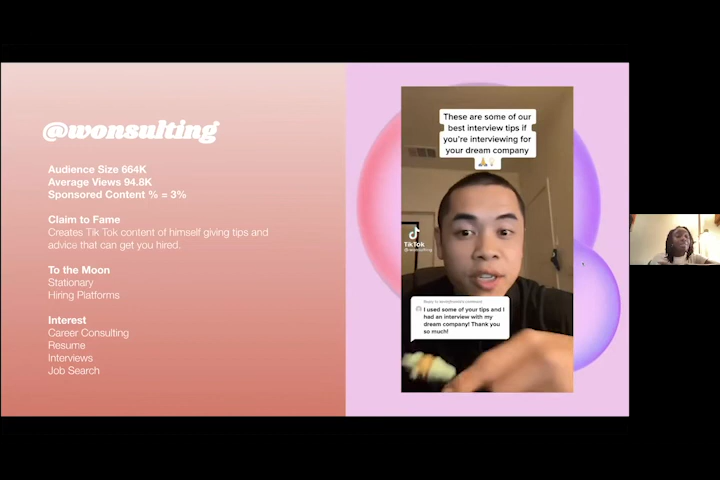 @wonsulting
Audience Size 664K
Average Views 94.8K
Sponsored Content % = 3%
Claim to Fame
Creates Tik Tok content of himself giving tips and
advice that can get you hired.
To the Moon
Stationary
Hiring Platforms
Interest
Career Consulting
Resume
Interviews
Job Search
These are some of our
best interview tips if
you're interviewing for
your dream company
🙏💡
TikTok
@wonsulting
I used some of your tips and I
had an interview with my
dream company! Thank you
so much!